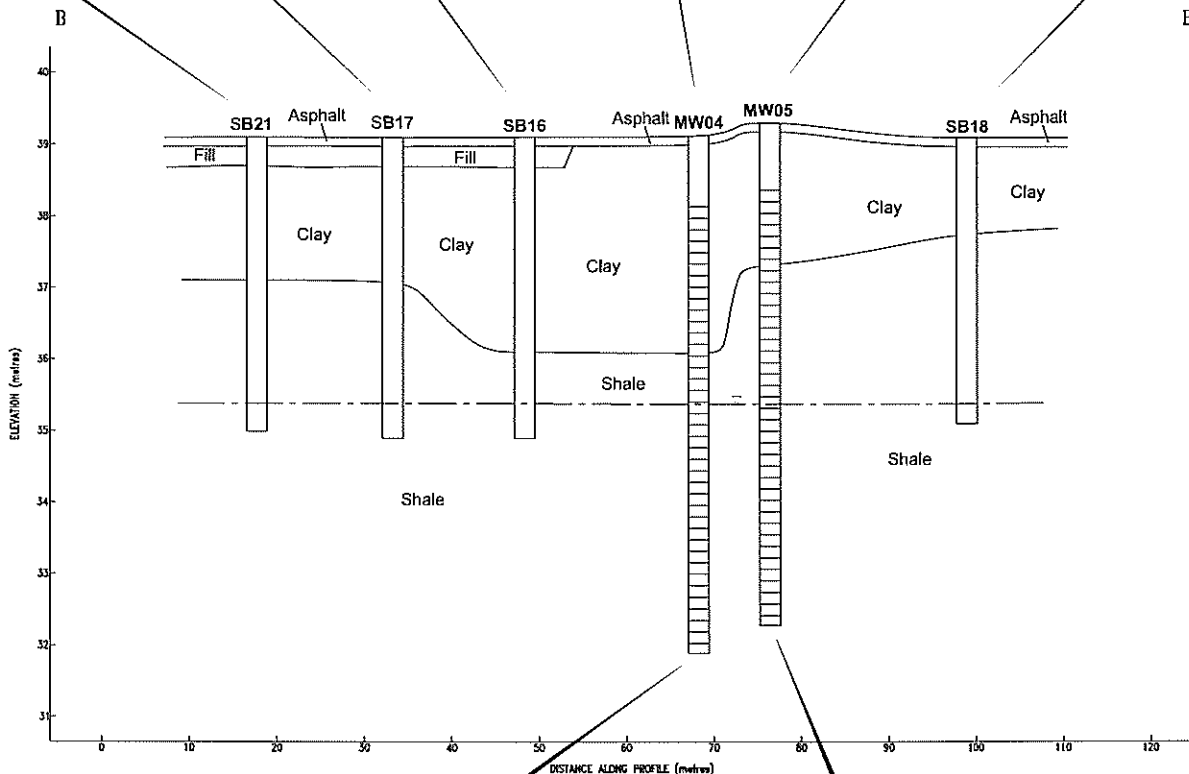 B
SB21
Asphalt
SB17
SB16
Asphalt
MW04
MW05
SB18
Asphalt
Fill
Fill
Clay
Clay
Clay
Clay
Clay
Shale
Shale
Shale
ELEVATION (metres)
40
39
38
37
36
35
34
33
32
31
0 10 20 30 40 50 60 70 80 90 100 110 120
DISTANCE ALONG PROFILE (metres)